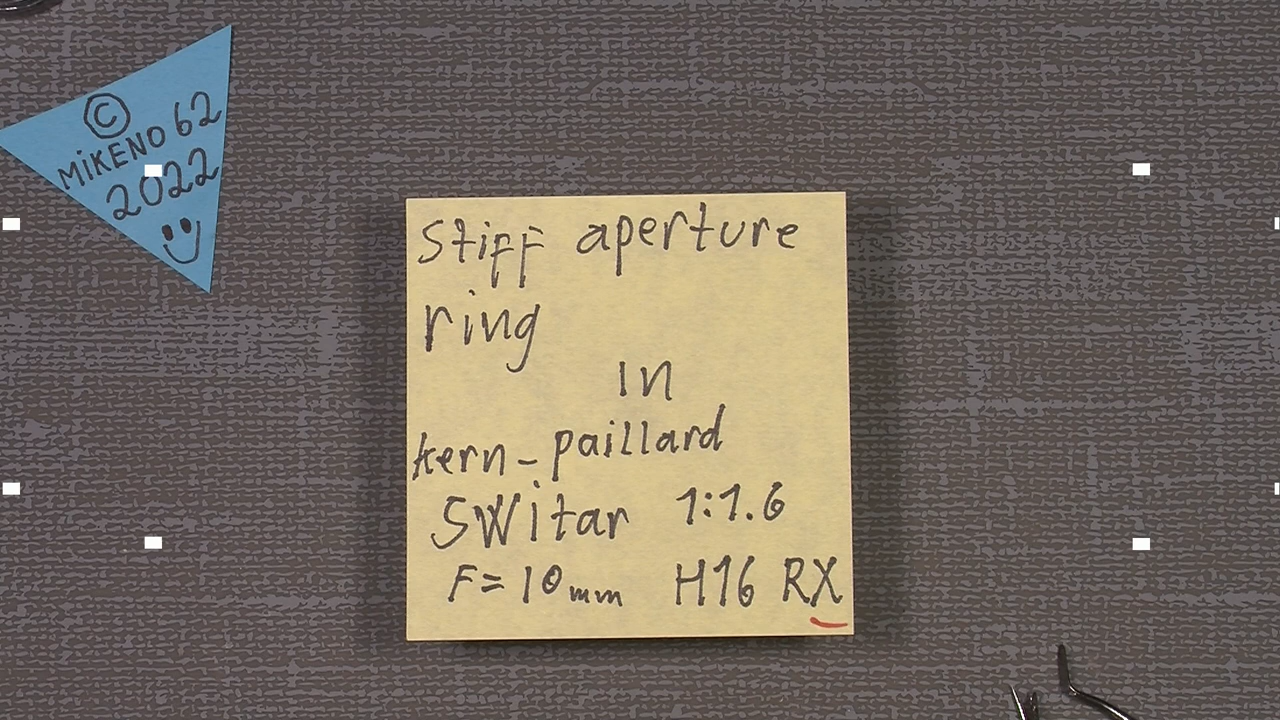 © 
MiKENO 62
2022
Stiff aperture
ring
in
kern-paillard
SWitar 1:1.6
F=10mm H16 RX